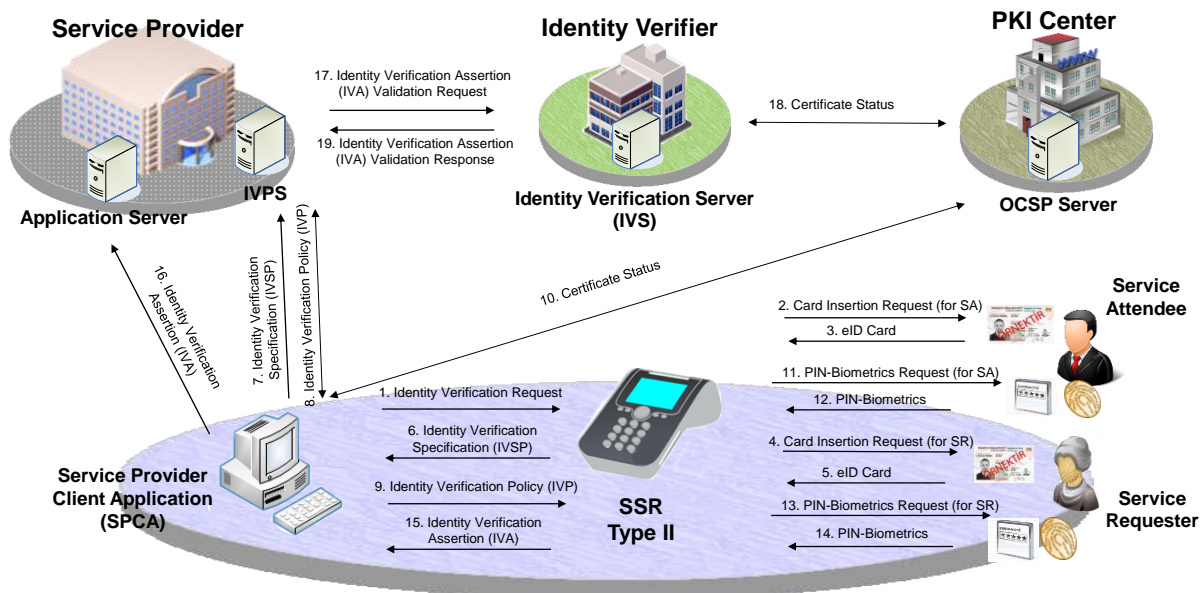 Service Provider
Identity Verifier
PKI Center
17. Identity Verification Assertion
(IVA) Validation Request
19. Identity Verification Assertion
(IVA) Validation Response
18. Certificate Status
IVPS
Application Server
Identity Verification Server
(IVS)
OCSP Server
16. Identity Verification
Assertion (IVA)
7. Identity Verification
Specification (IVSP)
8. Identity Verification Policy (IVP)
10. Certificate Status
2. Card Insertion Request (for SA)
3. eID Card
ÖRNEKTİR
Service
Attendee
11. PIN-Biometrics Request (for SA)
12. PIN-Biometrics
1. Identity Verification Request
6. Identity Verification
Specification (IVSP)
4. Card Insertion Request (for SR)
5. eID Card
ÖRNEKTİR
Service Provider
Client Application
(SPCA)
9. Identity Verification Policy (IVP)
15. Identity Verification
Assertion (IVA)
SSR
Type II
13. PIN-Biometrics Request (for SR)
14. PIN-Biometrics
password
Service
Requester